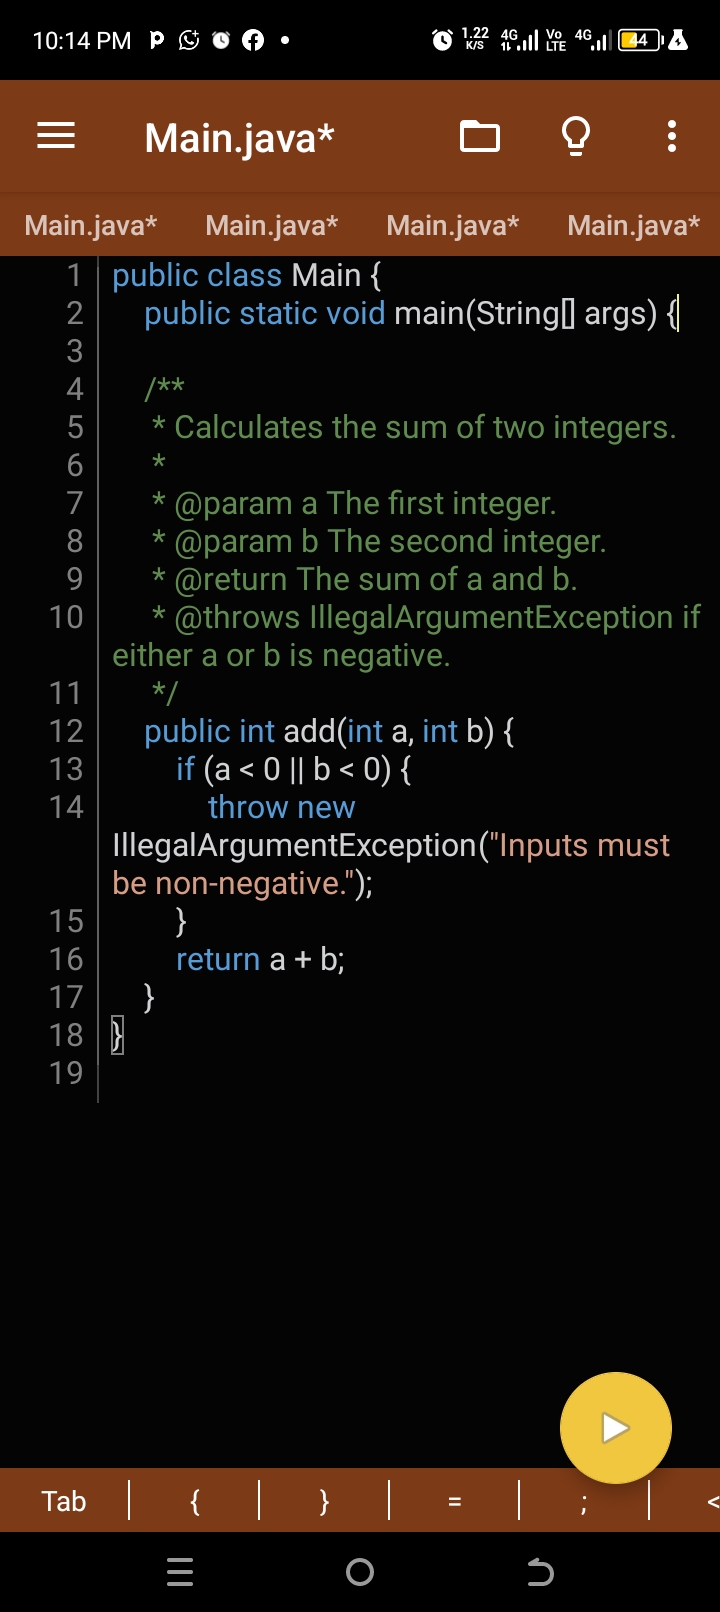 10:14 PM
1.22 K/S 4G Vo LTE 4G 44
Main.java*
Main.java* Main.java* Main.java* Main.java*
1 public class Main {
2     public static void main(String[] args) {
3
4     /**
5      * Calculates the sum of two integers.
6      *
7      * @param a The first integer.
8      * @param b The second integer.
9      * @return The sum of a and b.
10      * @throws IllegalArgumentException if
either a or b is negative.
11      */
12     public int add(int a, int b) {
13         if (a < 0 || b < 0) {
14             throw new
IllegalArgumentException("Inputs must
be non-negative.");
15         }
16         return a + b;
17     }
18 }
19
Tab { } = ; <